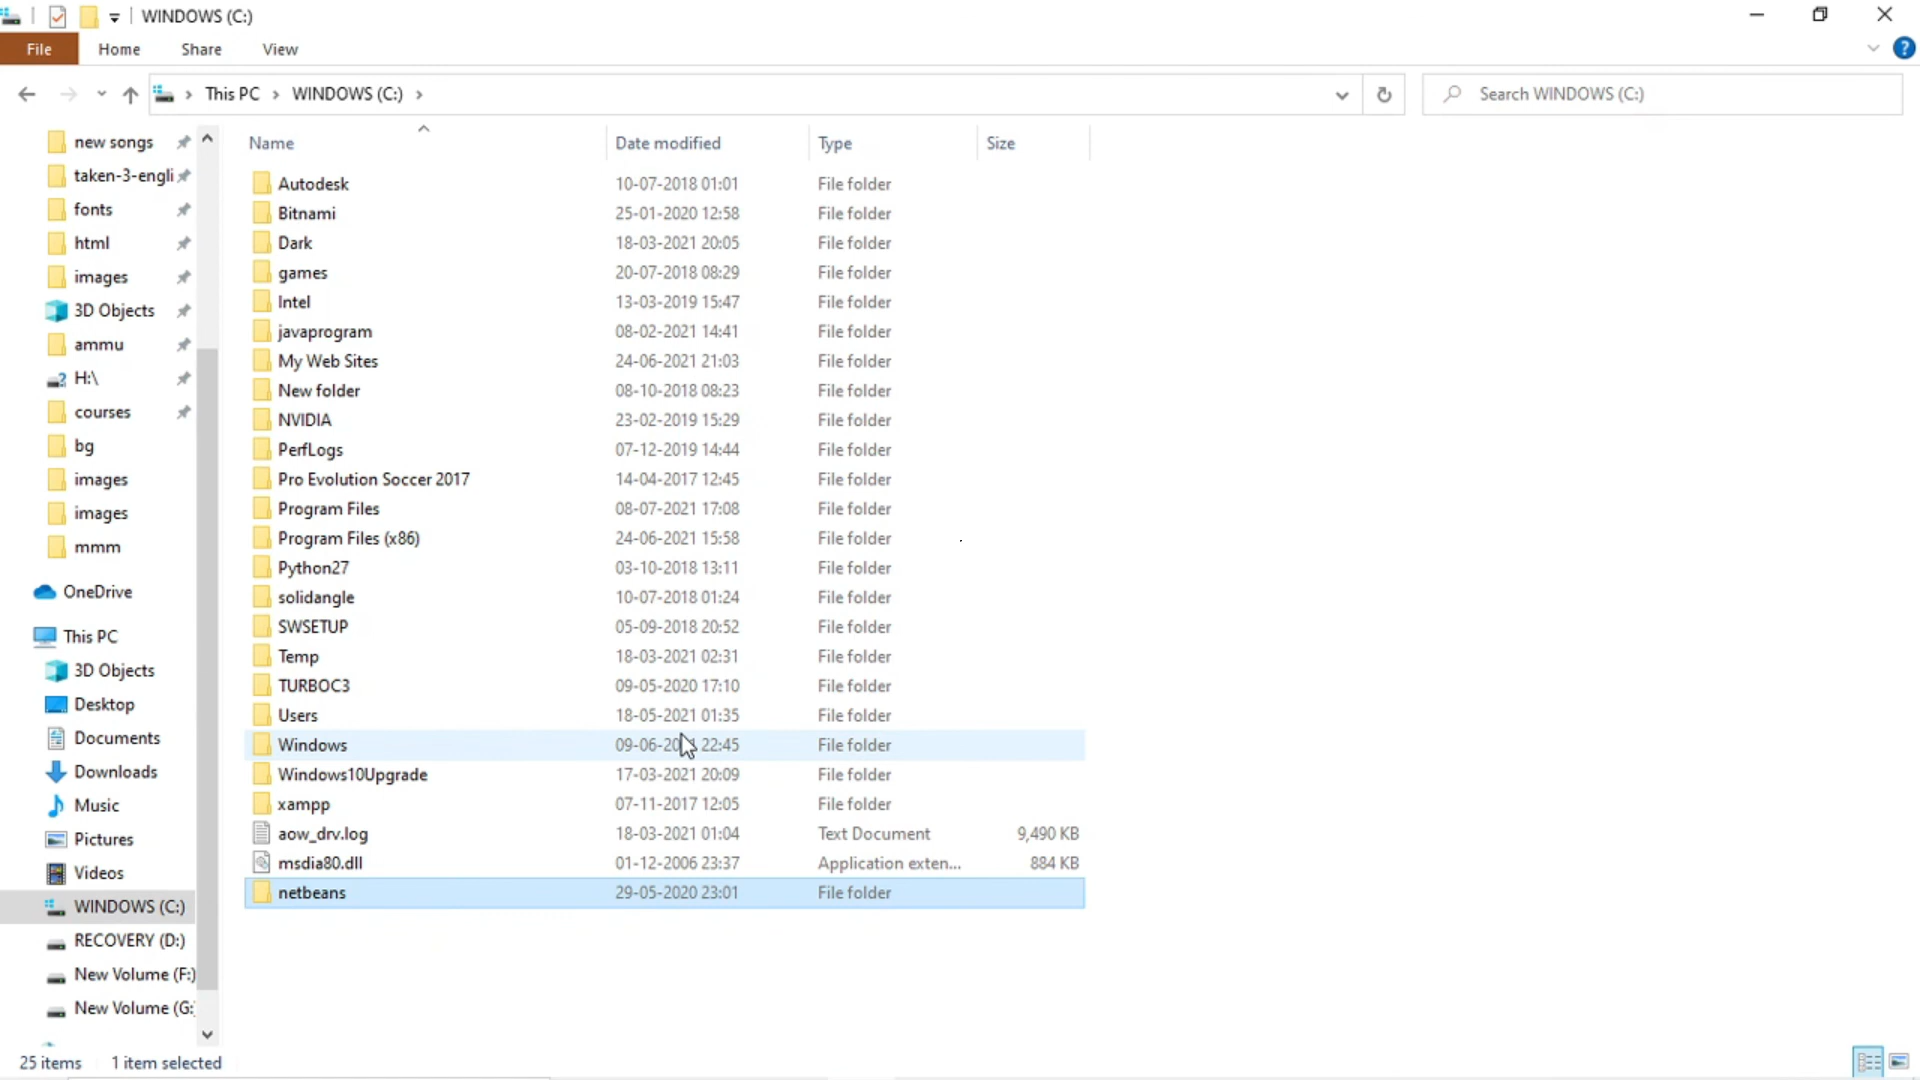 WINDOWS (C:)
File Home Share View
This PC > WINDOWS (C:) >
Search WINDOWS (C:)
new songs
taken-3-engli
fonts
html
images
3D Objects
ammu
H:\
courses
bg
images
images
mmm
OneDrive
This PC
3D Objects
Desktop
Documents
Downloads
Music
Pictures
Videos
WINDOWS (C:)
RECOVERY (D:)
New Volume (F:)
New Volume (G:
Name Date modified Type Size
Autodesk 10-07-2018 01:01 File folder
Bitnami 25-01-2020 12:58 File folder
Dark 18-03-2021 20:05 File folder
games 20-07-2018 08:29 File folder
Intel 13-03-2019 15:47 File folder
javaprogram 08-02-2021 14:41 File folder
My Web Sites 24-06-2021 21:03 File folder
New folder 08-10-2018 08:23 File folder
NVIDIA 23-02-2019 15:29 File folder
PerfLogs 07-12-2019 14:44 File folder
Pro Evolution Soccer 2017 14-04-2017 12:45 File folder
Program Files 08-07-2021 17:08 File folder
Program Files (x86) 24-06-2021 15:58 File folder
Python27 03-10-2018 13:11 File folder
solidangle 10-07-2018 01:24 File folder
SWSETUP 05-09-2018 20:52 File folder
Temp 18-03-2021 02:31 File folder
TURBOC3 09-05-2020 17:10 File folder
Users 18-05-2021 01:35 File folder
Windows 22:45 File folder
Windows10Upgrade 17-03-2021 20:09 File folder
xampp 07-11-2017 12:05 File folder
aow_drv.log 18-03-2021 01:04 Text Document 9,490 KB
msdia80.dll 01-12-2006 23:37 Application exten... 884 KB
netbeans 29-05-2020 23:01 File folder
25 items 1 item selected